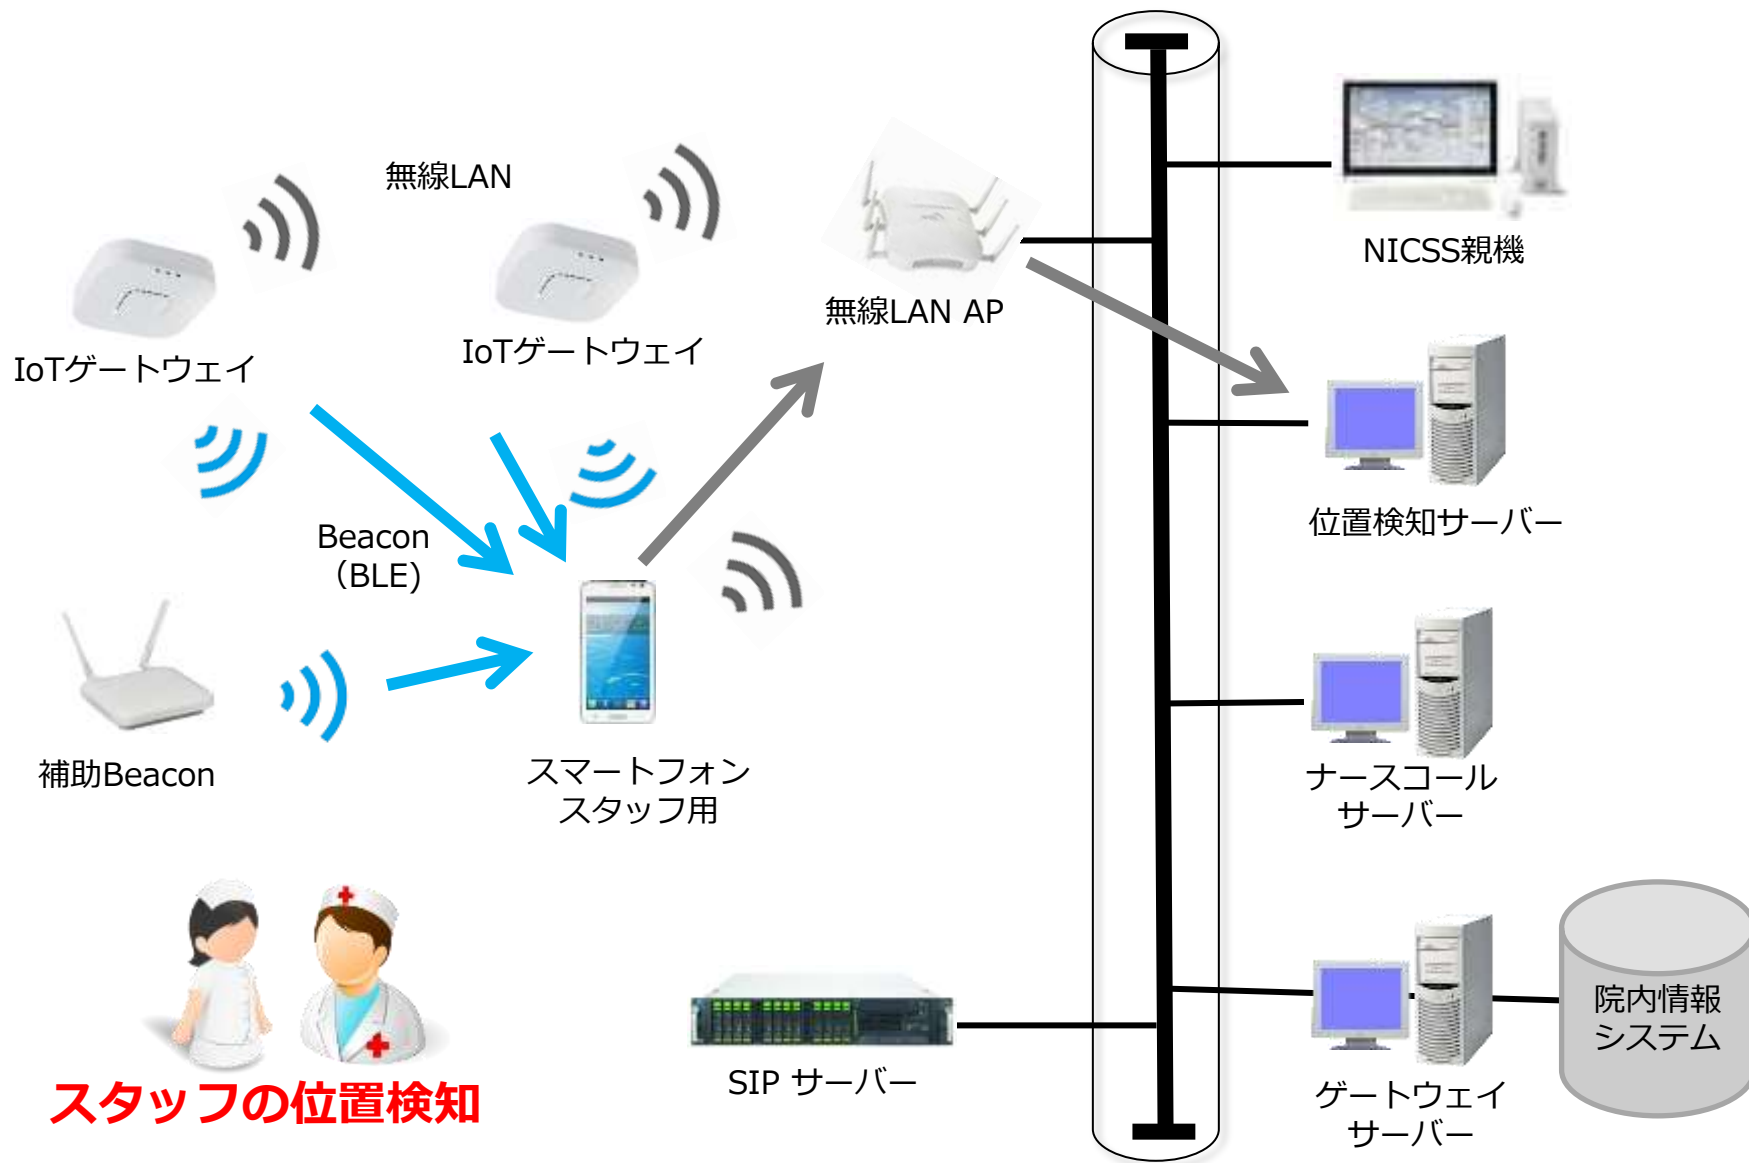 無線LAN
IoTゲートウェイ
IoTゲートウェイ
無線LAN AP
NICSS親機
位置検知サーバー
Beacon
（BLE)
補助Beacon
スマートフォン
スタッフ用
ナースコール
サーバー
スタッフの位置検知
SIP サーバー
ゲートウェイ
サーバー
院内情報
システム